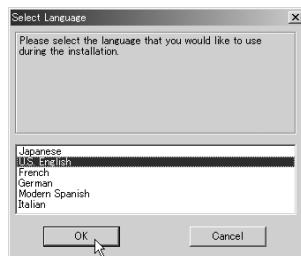 Select Language
Please select the language that you would like to use
during the installation.
Japanese
U.S. English
French
German
Modern Spanish
Italian
OK
Cancel